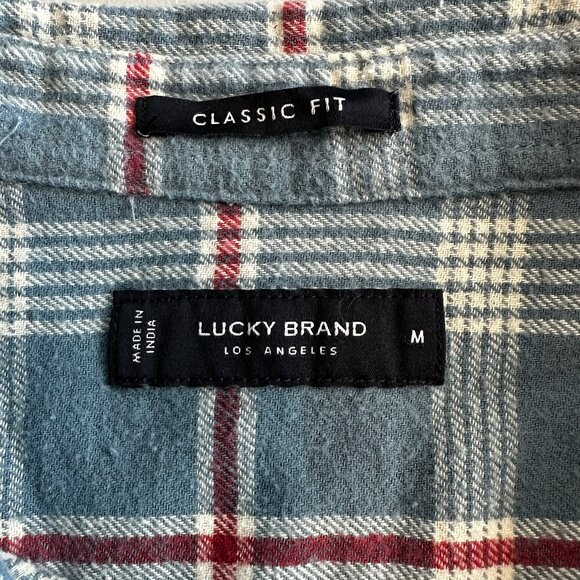 CLASSIC FIT
MADE IN
INDIA
LUCKY BRAND
LOS ANGELES
M